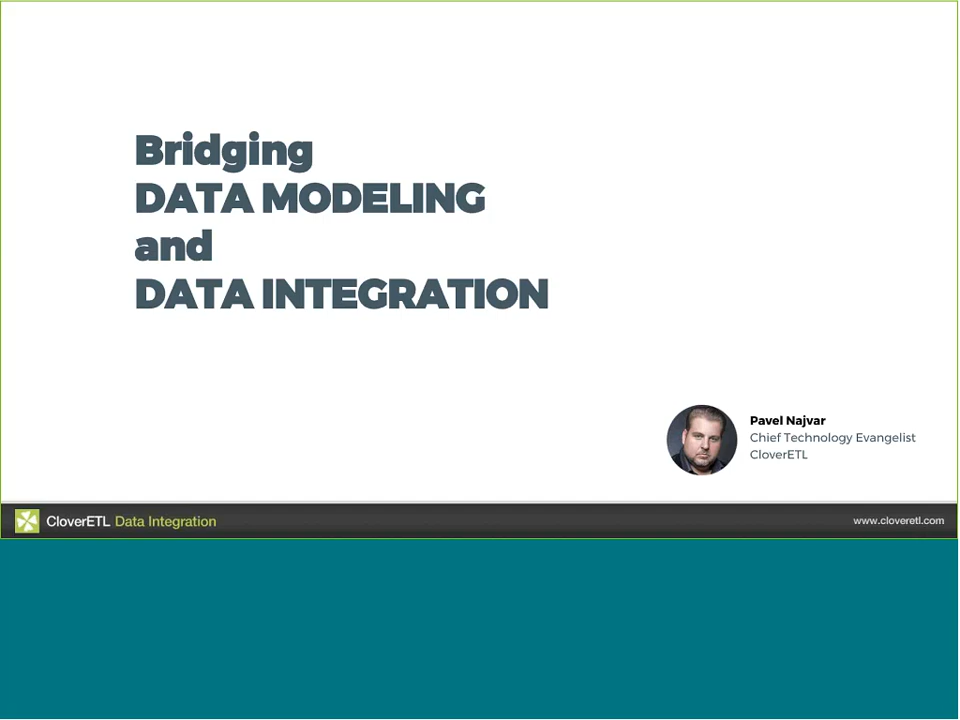 Bridging
DATA MODELING
and
DATA INTEGRATION
Pavel Najvar
Chief Technology Evangelist
CloverETL
CloverETL Data Integration
www.cloveretl.com